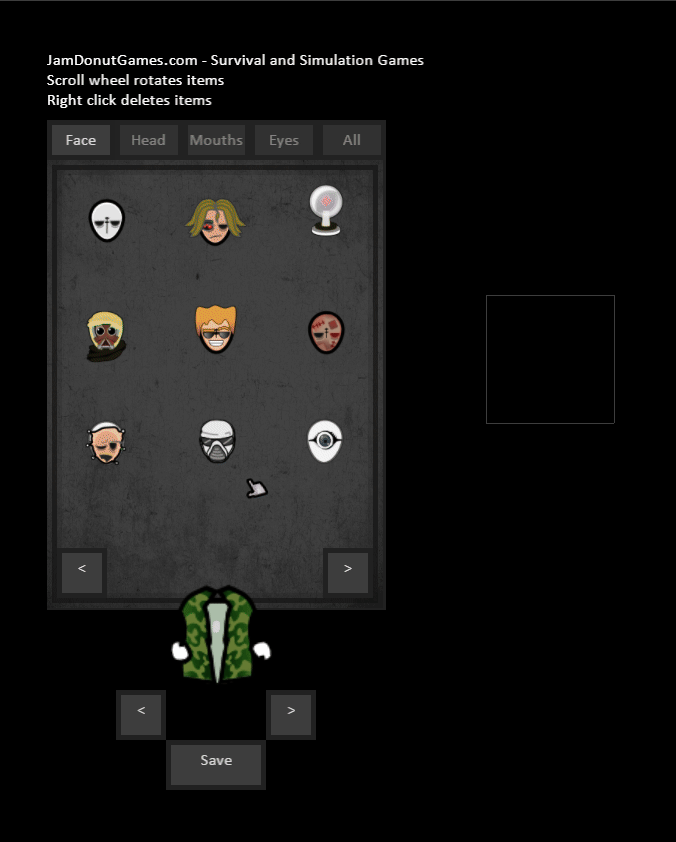 JamDonutGames.com - Survival and Simulation Games
Scroll wheel rotates items
Right click deletes items
Face Head Mouths Eyes All
< >
< >
Save